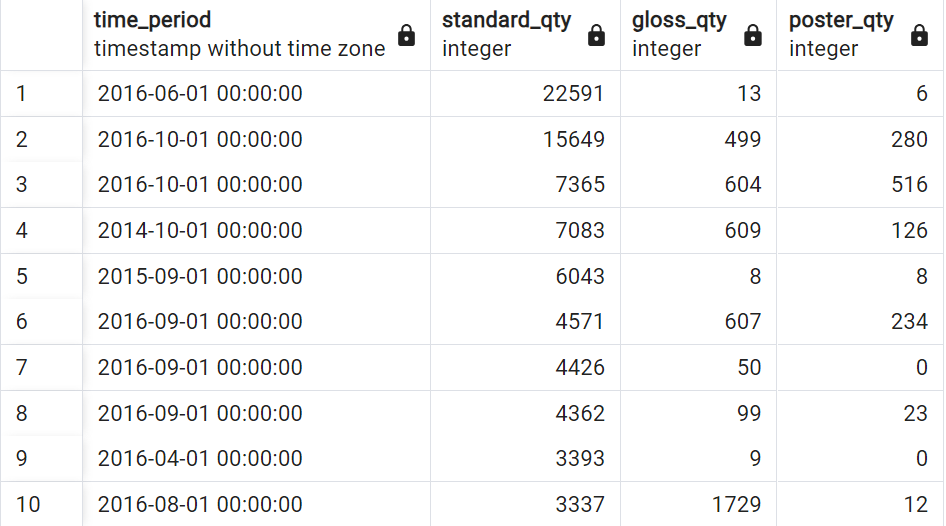 time_period standard_qty gloss_qty poster_qty
timestamp without time zone integer integer integer
1 2016-06-01 00:00:00 22591 13 6
2 2016-10-01 00:00:00 15649 499 280
3 2016-10-01 00:00:00 7365 604 516
4 2014-10-01 00:00:00 7083 609 126
5 2015-09-01 00:00:00 6043 8 8
6 2016-09-01 00:00:00 4571 607 234
7 2016-09-01 00:00:00 4426 50 0
8 2016-09-01 00:00:00 4362 99 23
9 2016-04-01 00:00:00 3393 9 0
10 2016-08-01 00:00:00 3337 1729 12